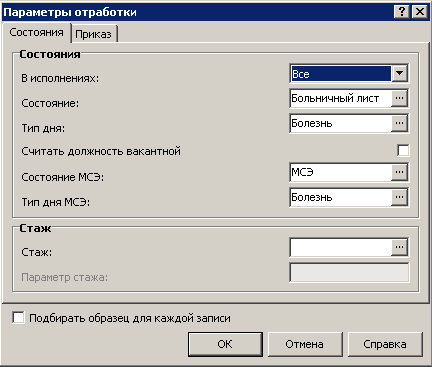 Параметры отработки
Состояния Приказ
Состояния
В исполнениях: Все
Состояние: Больничный лист ...
Тип дня: Болезнь ...
Считать должность вакантной
Состояние МСЭ: МСЭ ...
Тип дня МСЭ: Болезнь ...
Стаж
Стаж: ...
Параметр стажа:
Подбирать образец для каждой записи
ОК Отмена Справка